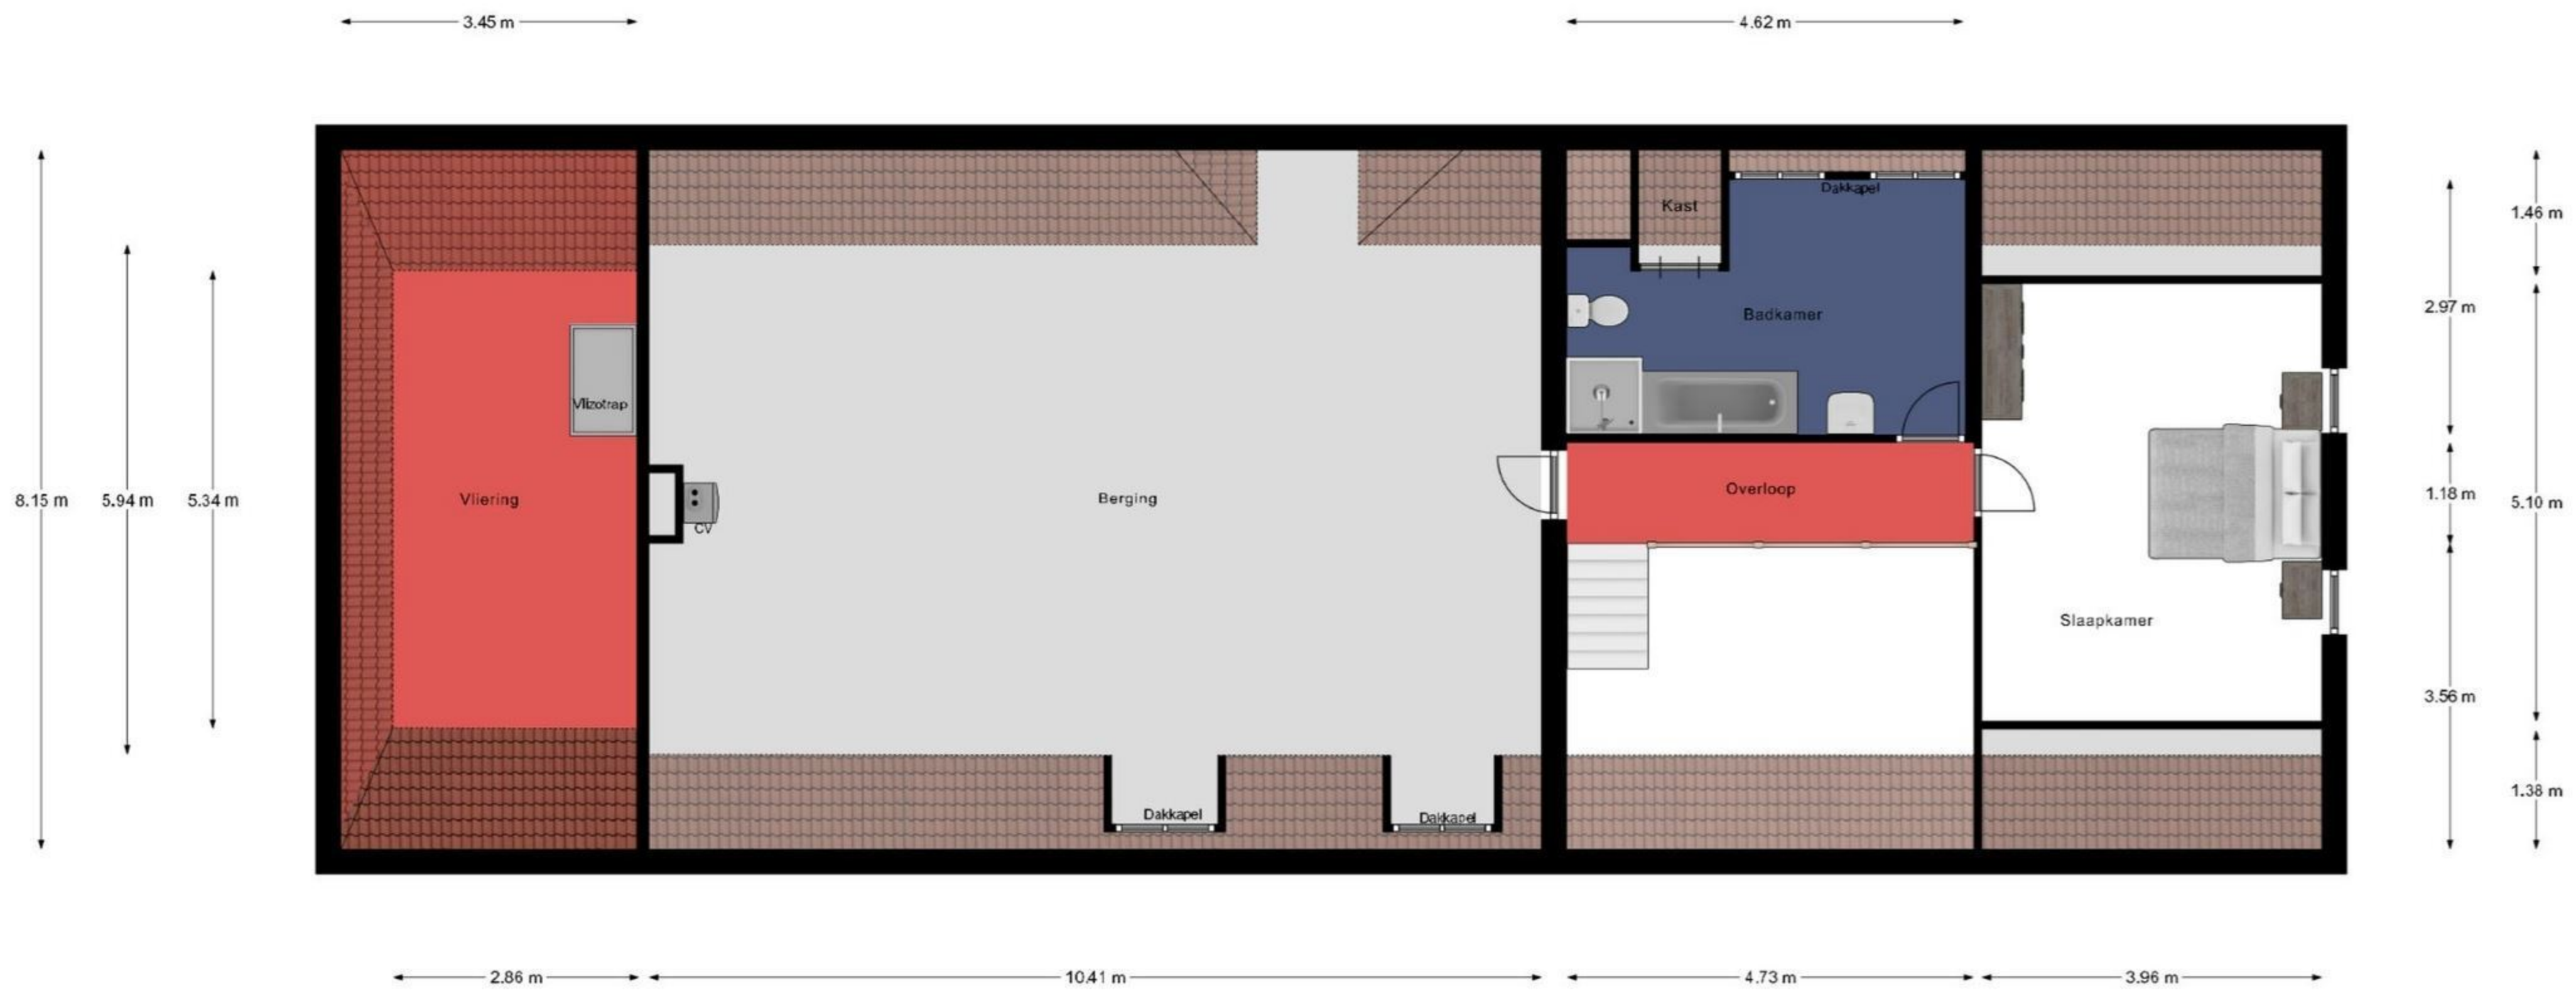 3.45 m
4.62 m
Dakkapel
Kast
1.46 m
2.97 m
Badkamer
Vlizotrap
8.15 m
5.94 m
5.34 m
Vliering
Berging
Overloop
1.18 m
5.10 m
CV
Slaapkamer
3.56 m
1.38 m
Dakkapel
Dakkapel
2.86 m
10.41 m
4.73 m
3.96 m